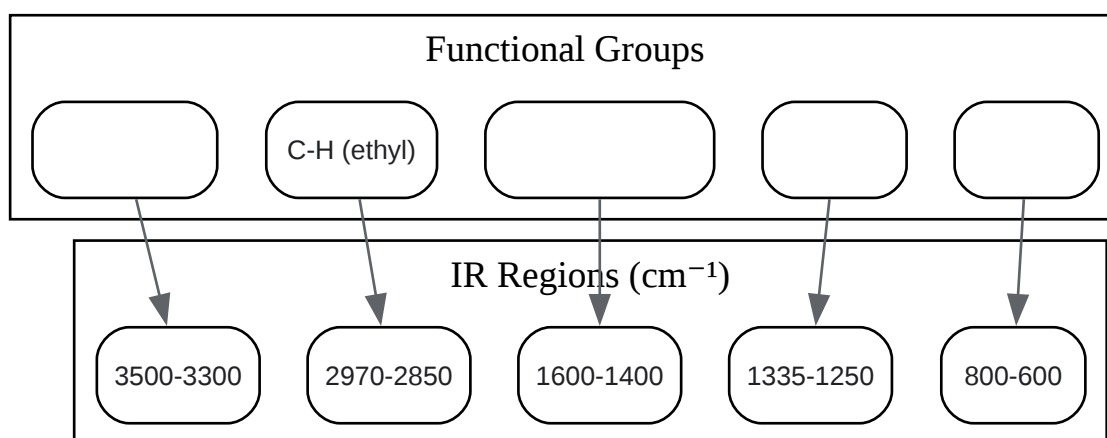 Functional Groups
C-H (ethyl)
IR Regions (cm⁻¹)
3500-3300
2970-2850
1600-1400
1335-1250
800-600